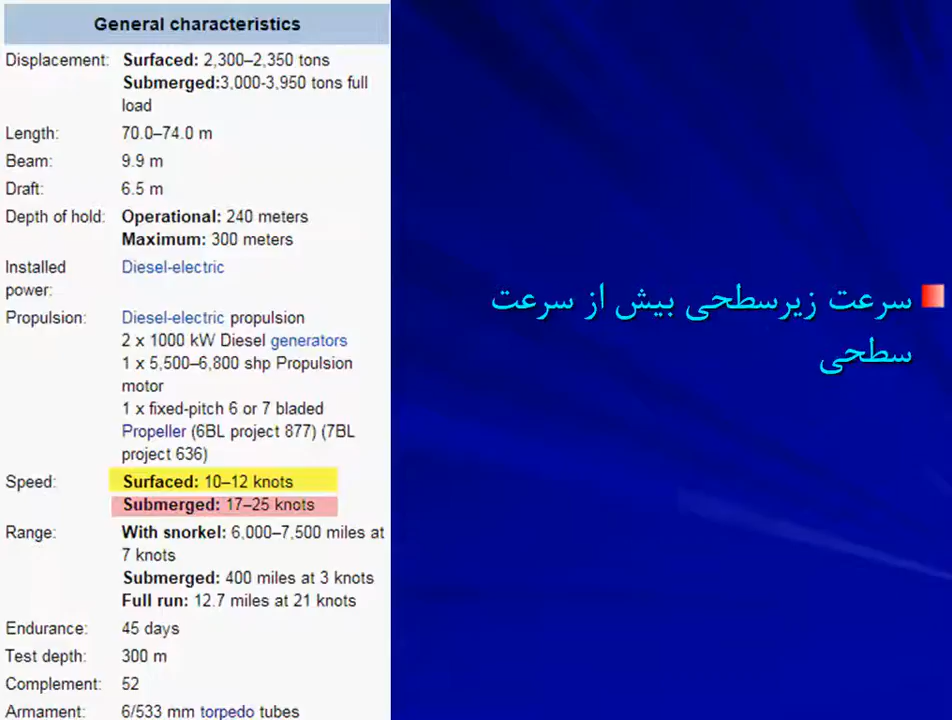 General characteristics
Displacement: Surfaced: 2,300–2,350 tons
Submerged:3,000-3,950 tons full
load
Length: 70.0–74.0 m
Beam: 9.9 m
Draft: 6.5 m
Depth of hold: Operational: 240 meters
Maximum: 300 meters
Installed power: Diesel-electric
Propulsion: Diesel-electric propulsion
2 x 1000 kW Diesel generators
1 x 5,500–6,800 shp Propulsion
motor
1 x fixed-pitch 6 or 7 bladed
Propeller (6BL project 877) (7BL
project 636)
Speed: Surfaced: 10–12 knots
Submerged: 17–25 knots
Range: With snorkel: 6,000–7,500 miles at
7 knots
Submerged: 400 miles at 3 knots
Full run: 12.7 miles at 21 knots
Endurance: 45 days
Test depth: 300 m
Complement: 52
Armament: 6/533 mm torpedo tubes
سرعت زیرسطحی بیش از سرعت
سطحی